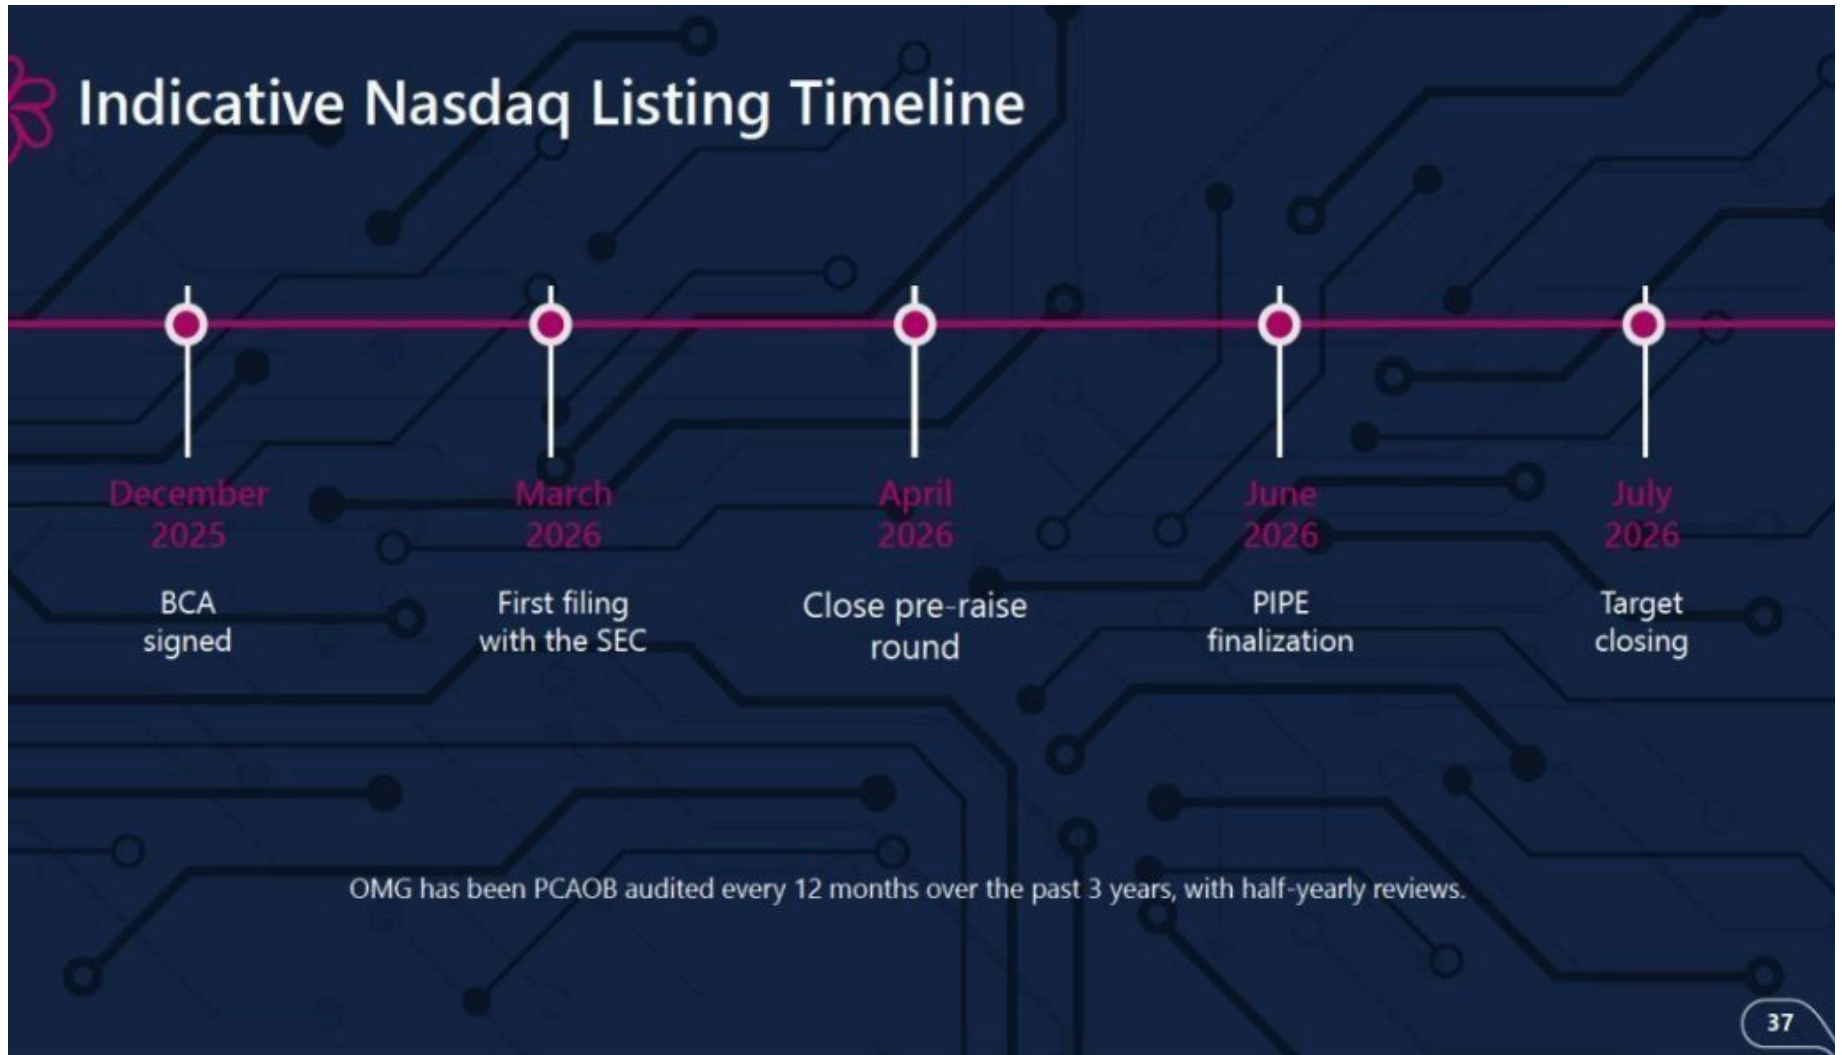 Indicative Nasdaq Listing Timeline
December
2025
BCA
signed
March
2026
First filing
with the SEC
April
2026
Close pre-raise
round
June
2026
PIPE
finalization
July
2026
Target
closing
OMG has been PCAOB audited every 12 months over the past 3 years, with half-yearly reviews.
37